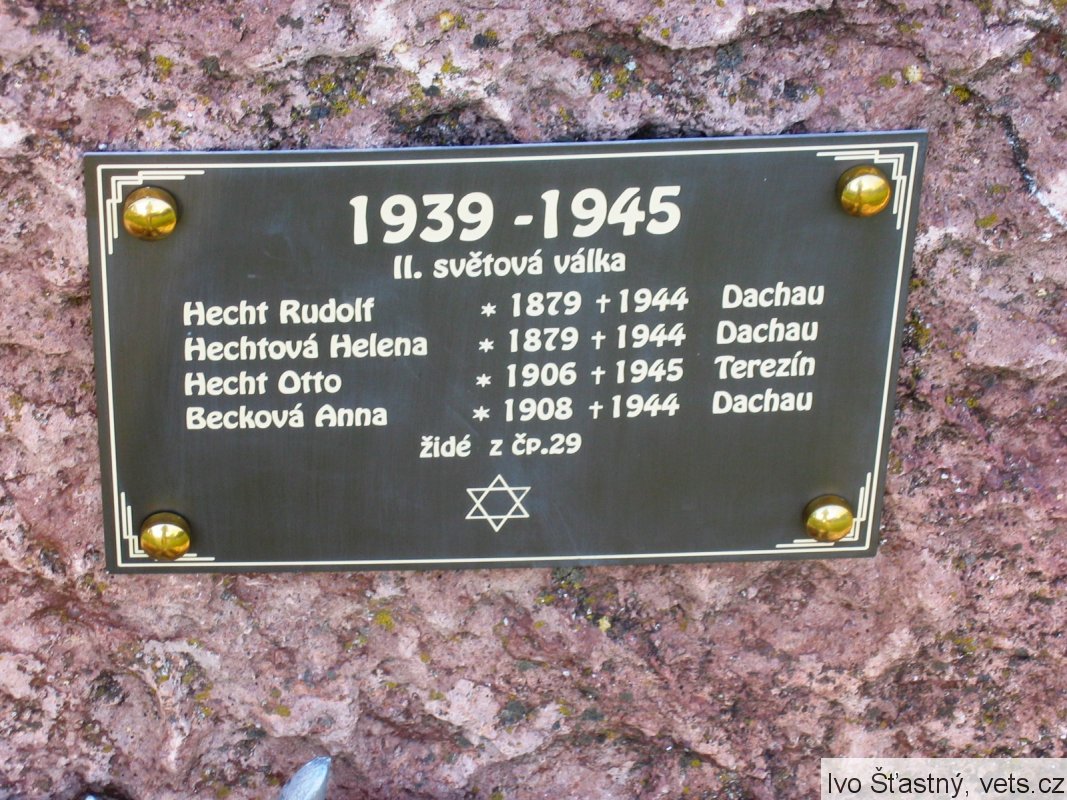 1939 - 1945
II. světová válka
Hecht Rudolf * 1879 † 1944 Dachau
Hechtová Helena * 1879 † 1944 Dachau
Hecht Otto * 1906 † 1945 Terezín
Becková Anna * 1908 † 1944 Dachau
židé z čp.29
Ivo Šťastný, vets.cz